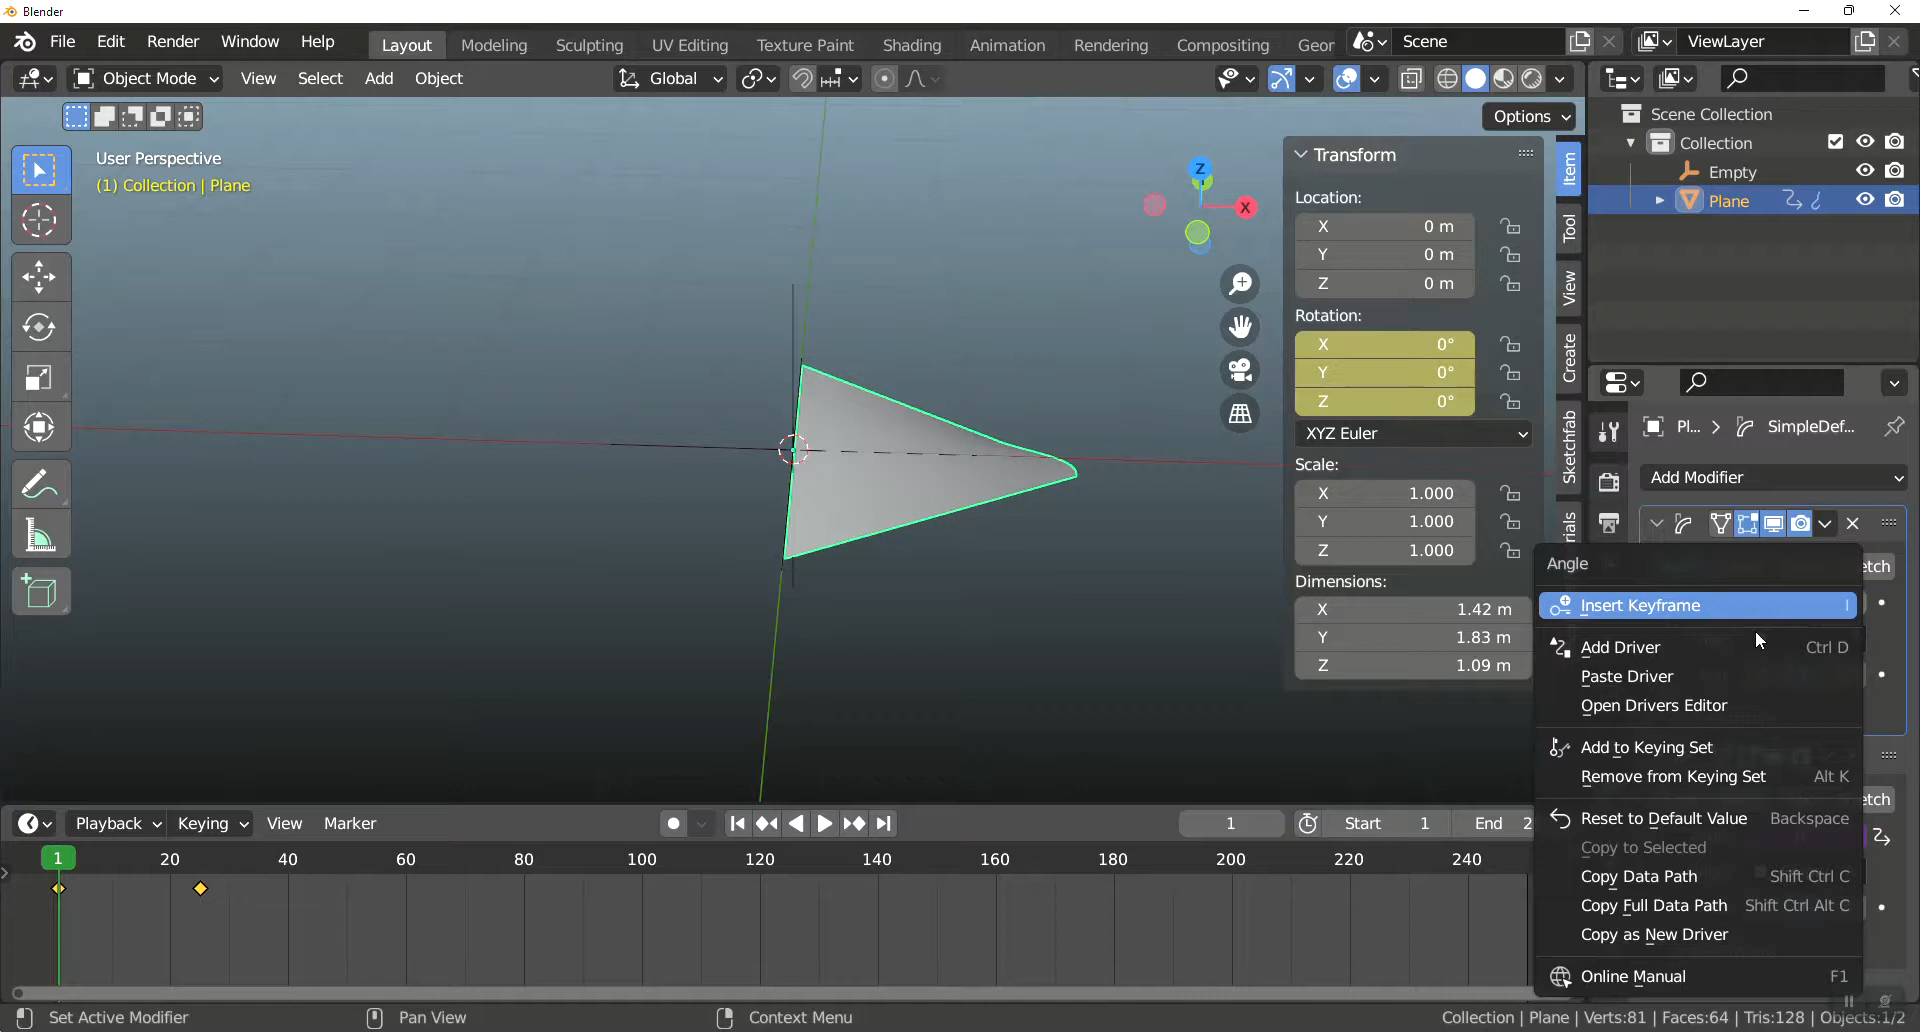 Blender
File Edit Render Window Help Layout Modeling Sculpting UV Editing Texture Paint Shading Animation Rendering Compositing Geor Scene ViewLayer
Object Mode View Select Add Object Global
Options
User Perspective
(1) Collection | Plane
Z
X
Transform
Location:
X 0 m
Y 0 m
Z 0 m
Rotation:
X 0°
Y 0°
Z 0°
XYZ Euler
Scale:
X 1.000
Y 1.000
Z 1.000
Dimensions:
X 1.42 m
Y 1.83 m
Z 1.09 m
Item
Tool
View
Create
Sketchfab
Scene Collection
Collection
Empty
Plane
Pl... SimpleDef...
Add Modifier
etch
Angle
Insert Keyframe I
Add Driver Ctrl D
Paste Driver
Open Drivers Editor
Add to Keying Set
Remove from Keying Set Alt K
etch
Reset to Default Value Backspace
Copy to Selected
Copy Data Path Shift Ctrl C
Copy Full Data Path Shift Ctrl Alt C
Copy as New Driver
Online Manual F1
Playback Keying View Marker 1 Start 1 End 2
1 20 40 60 80 100 120 140 160 180 200 220 240
Set Active Modifier Pan View Context Menu Collection | Plane | Verts:81 | Faces:64 | Tris:128 | Objects:1/2